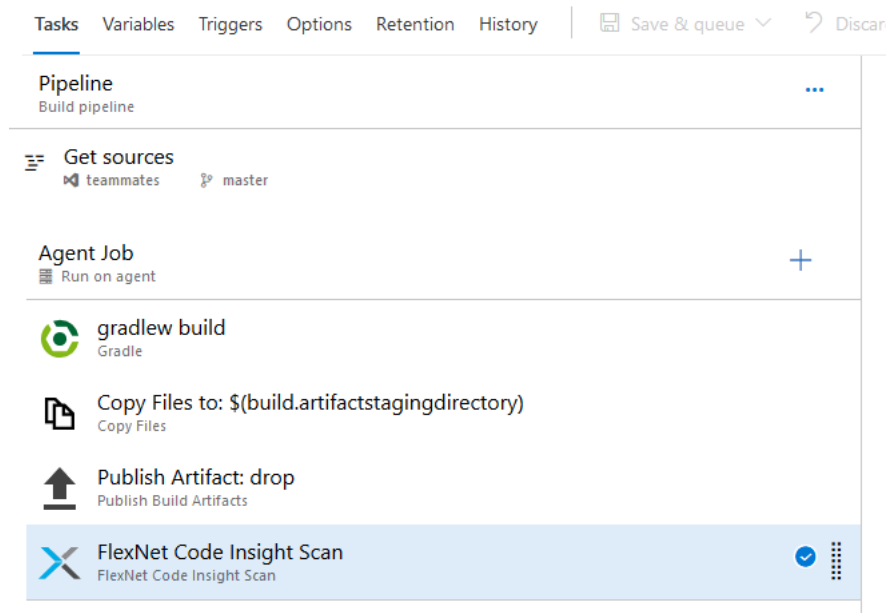 Tasks Variables Triggers Options Retention History Save & queue Discar
Pipeline
Build pipeline
Get sources
teammates master
Agent Job
Run on agent
gradlew build
Gradle
Copy Files to: $(build.artifactstagingdirectory)
Copy Files
Publish Artifact: drop
Publish Build Artifacts
FlexNet Code Insight Scan
FlexNet Code Insight Scan